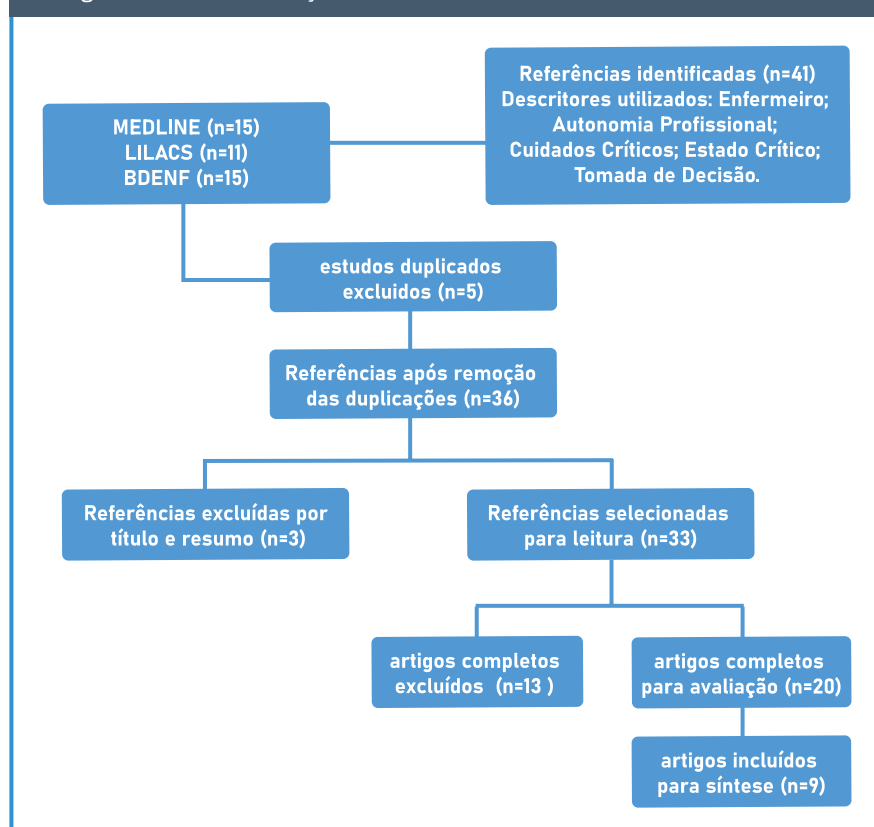 Referências identificadas (n=41)
Descritores utilizados: Enfermeiro;
Autonomia Profissional;
Cuidados Críticos; Estado Crítico;
Tomada de Decisão.
MEDLINE (n=15)
LILACS (n=11)
BDENF (n=15)
estudos duplicados
excluidos (n=5)
Referências após remoção
das duplicações (n=36)
Referências excluídas por
título e resumo (n=3)
Referências selecionadas
para leitura (n=33)
artigos completos
excluídos (n=13 )
artigos completos
para avaliação (n=20)
artigos incluídos
para síntese (n=9)